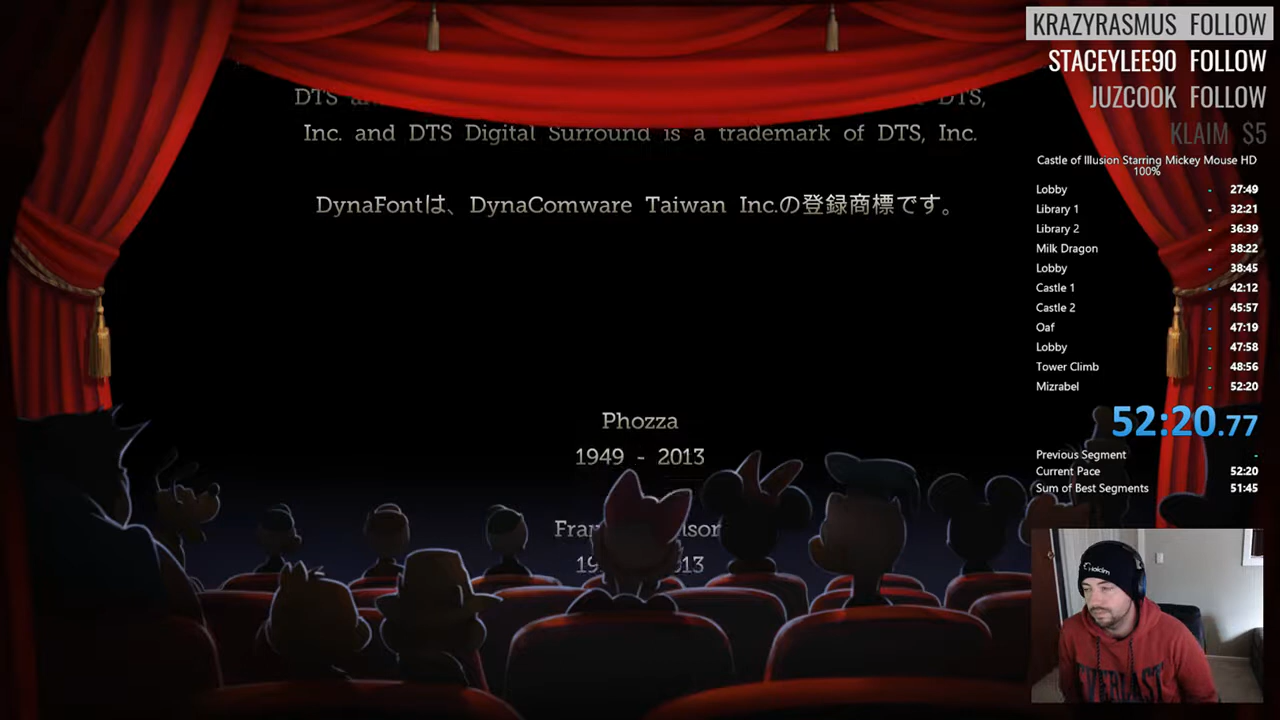 DTS, 
Inc. and DTS Digital Surround is a trademark of DTS, Inc.
DynaFontは、DynaComware Taiwan Inc.の登録商標です。
Phozza
1949 - 2013
KRAZYRASMUS FOLLOW
STACEYLEE90 FOLLOW
JUZCOOK FOLLOW
KLAIM $5
Castle of Illusion Starring Mickey Mouse HD
100%
Lobby - 27:49
Library 1 - 32:21
Library 2 - 36:39
Milk Dragon - 38:22
Lobby - 38:45
Castle 1 - 42:12
Castle 2 - 45:57
Oaf - 47:19
Lobby - 47:58
Tower Climb - 48:56
Mizrabel - 52:20
52:20.77
Previous Segment -
Current Pace 52:20
Sum of Best Segments 51:45
EVERLAST